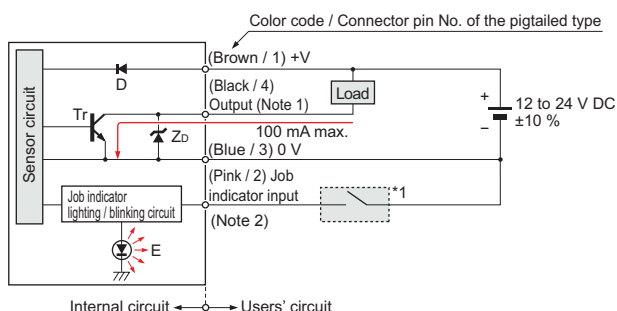 Color code / Connector pin No. of the pigtailed type
(Brown / 1) +V
D
(Black / 4)
Output (Note 1)
Load
+
12 to 24 V DC
±10 %
−
Tr
ZD
100 mA max.
Sensor circuit
(Blue / 3) 0 V
(Pink / 2) Job
indicator input
*1
(Note 2)
Job indicator
lighting / blinking circuit
E
Internal circuit
Users' circuit